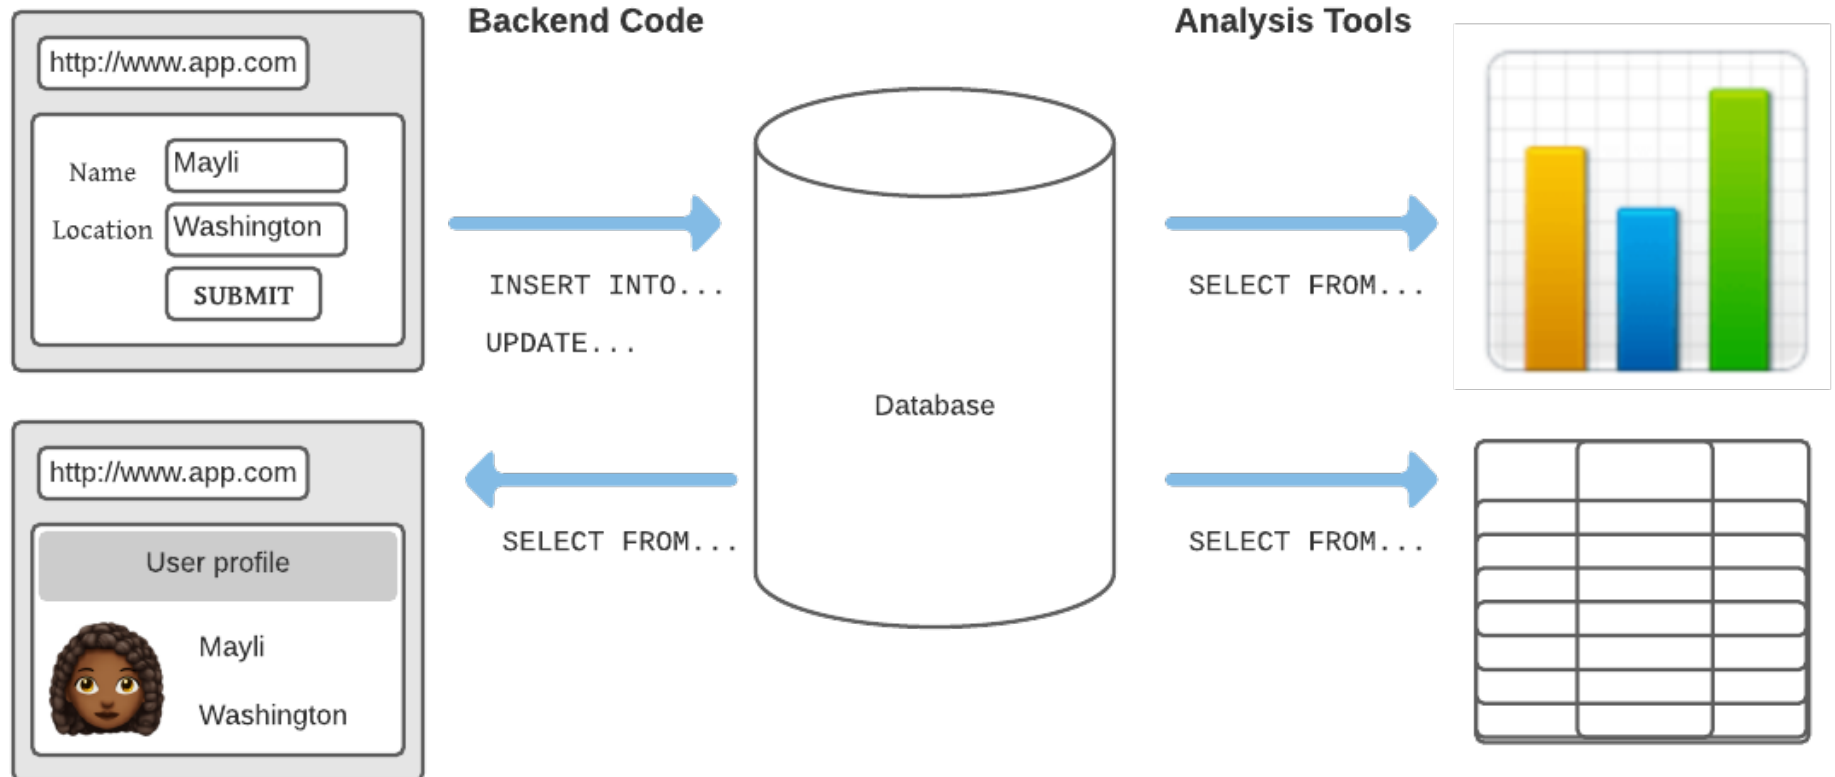 Backend Code
Analysis Tools
http://www.app.com
Name
Mayli
Location
Washington
SUBMIT
INSERT INTO...
UPDATE...
SELECT FROM...
Database
http://www.app.com
User profile
Mayli
Washington
SELECT FROM...
SELECT FROM...